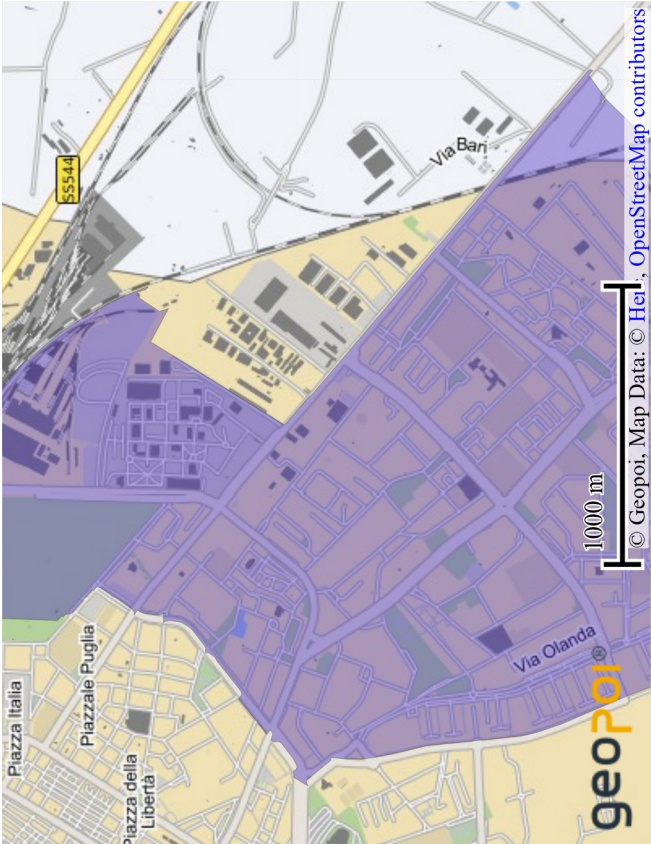 SS544
Via Bari
Piazza Italia
Piazzale Puglia
Piazza della
Libertà
Via Olanda
1000 m
geoPOI®
© Geopoi, Map Data: © Here, OpenStreetMap contributors